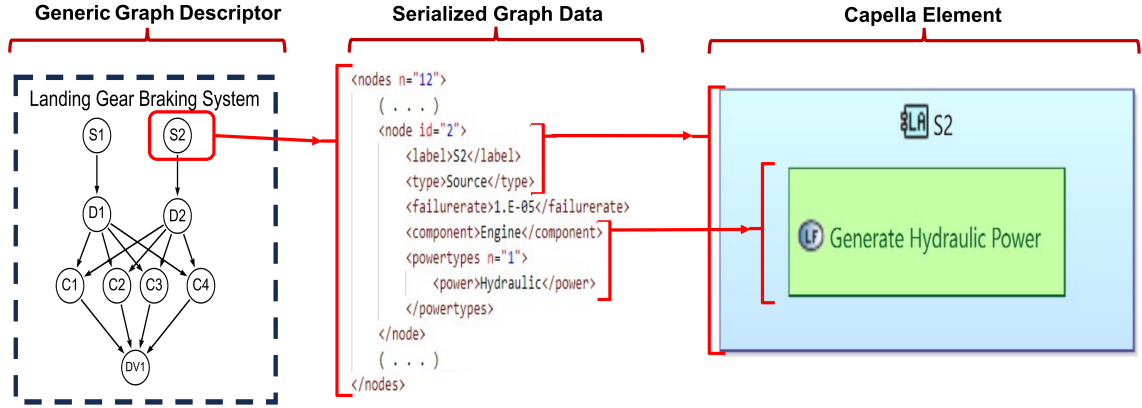 Generic Graph Descriptor
Serialized Graph Data
Capella Element
Landing Gear Braking System
S1
S2
D1
D2
C1
C2
C3
C4
DV1
<nodes n="12">
( . . . )
<node id="2">
<label>S2</label>
<type>Source</type>
<failurerate>1.E-05</failurerate>
<component>Engine</component>
<powertypes n="1">
<power>Hydraulic</power>
</powertypes>
</node>
( . . . )
</nodes>
LA S2
LF Generate Hydraulic Power